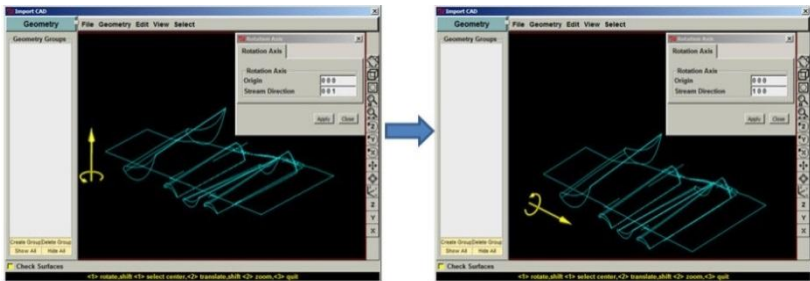 Import CAD
Geometry File Geometry Edit View Select
Geometry Groups
Rotation Axis
Rotation Axis
Rotation Axis
Origin 0 0 0
Stream Direction 0 0 1
Apply Close
Z
Y
X
Create Group Delete Group
Show All Hide All
Check Surfaces
<1> rotate,shift <1> select center,<2> translate,shift <2> zoom,<3> quit
Import CAD
Geometry File Geometry Edit View Select
Geometry Groups
Rotation Axis
Rotation Axis
Rotation Axis
Origin 0 0 0
Stream Direction 1 0 0
Apply Close
Z
Y
X
Create Group Delete Group
Show All Hide All
Check Surfaces
<1> rotate,shift <1> select center,<2> translate,shift <2> zoom,<3> quit